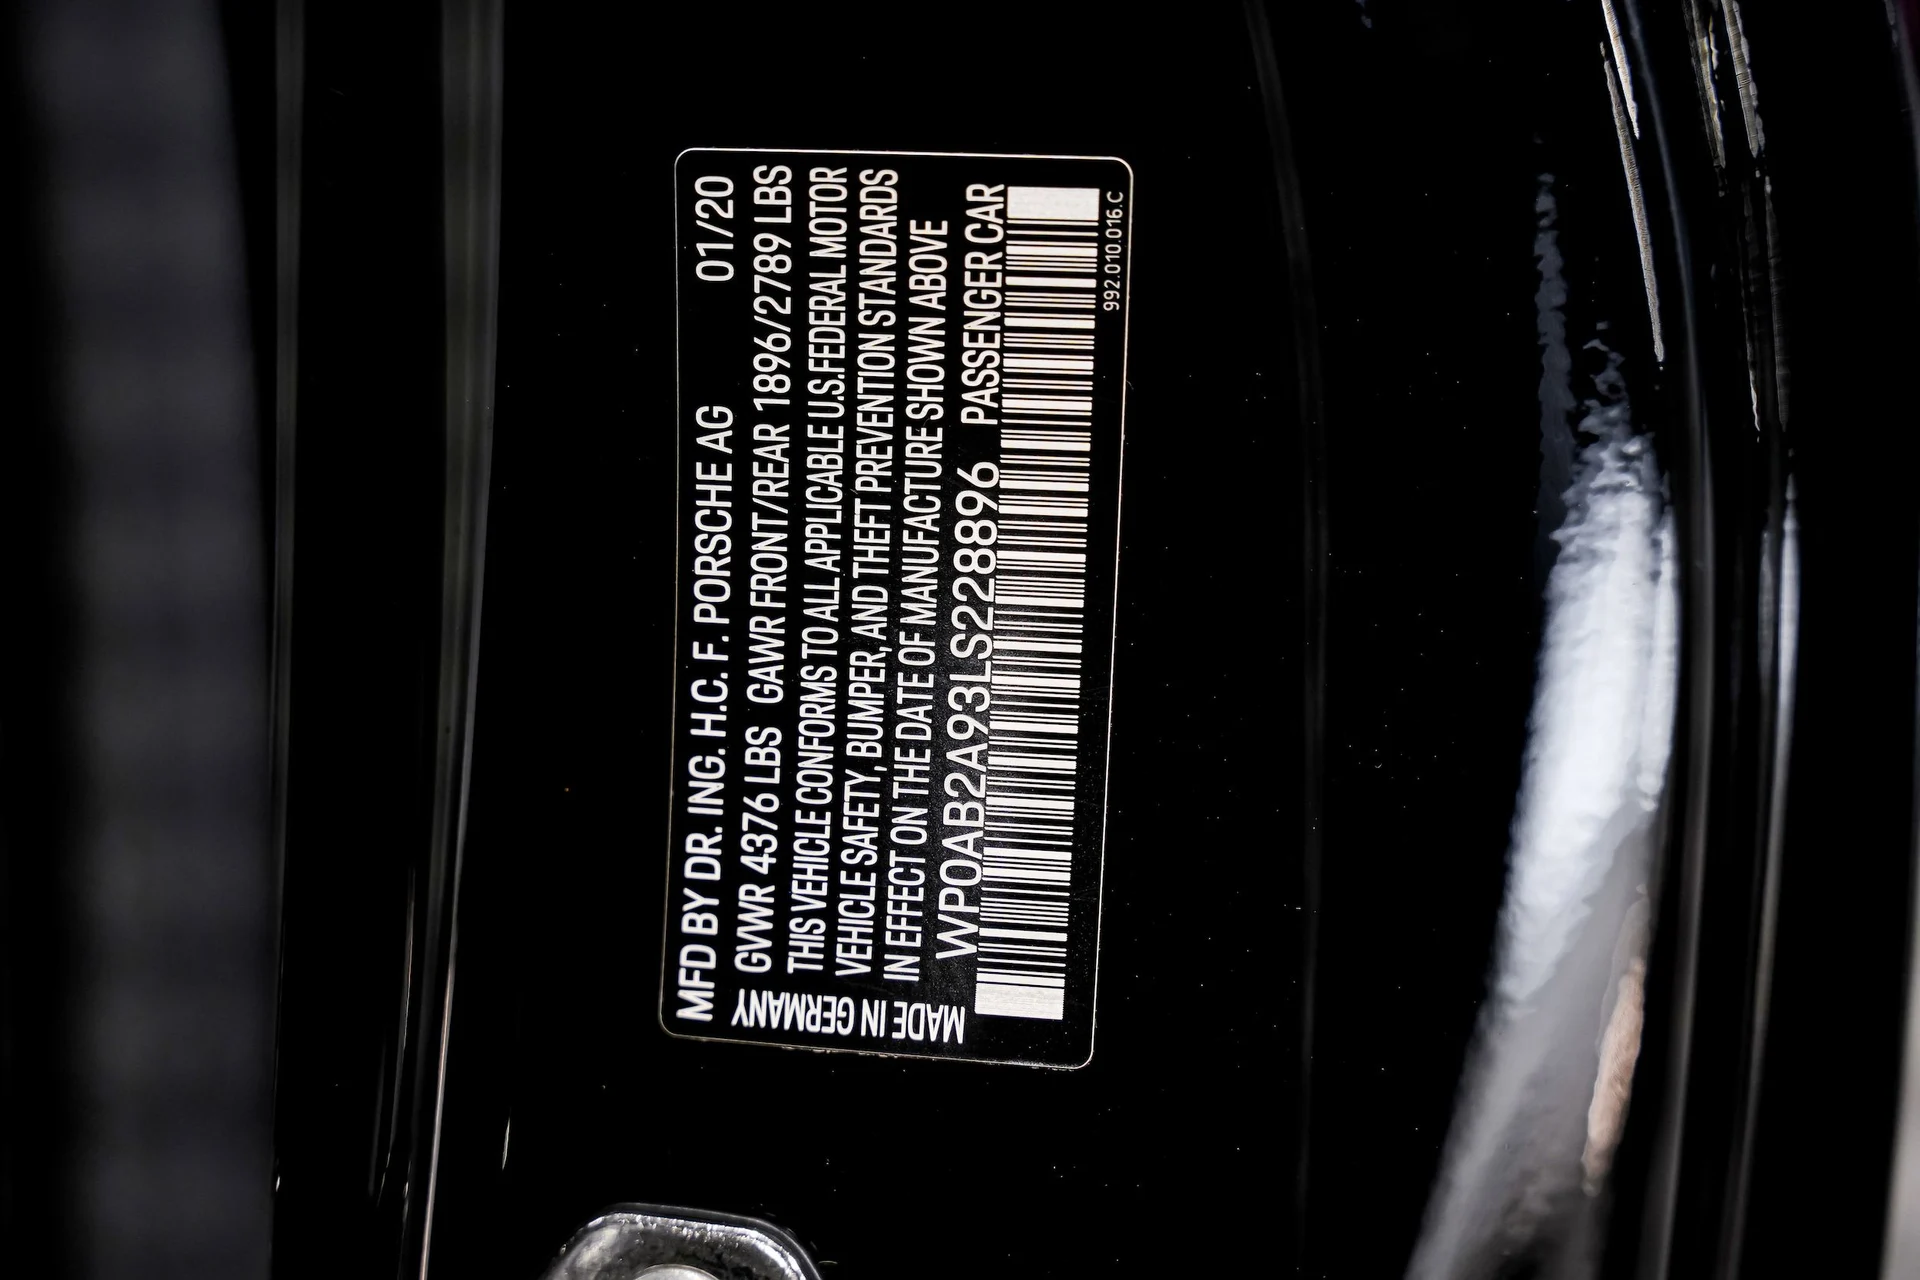 MFD BY DR. ING. H.C. F. PORSCHE AG 01/20
GVWR 4376 LBS GAWR FRONT/REAR 1896/2789 LBS
THIS VEHICLE CONFORMS TO ALL APPLICABLE U.S.FEDERAL MOTOR
VEHICLE SAFETY, BUMPER, AND THEFT PREVENTION STANDARDS
IN EFFECT ON THE DATE OF MANUFACTURE SHOWN ABOVE
WP0AB2A93LS228896 PASSENGER CAR
MADE IN GERMANY
992.010.016.C